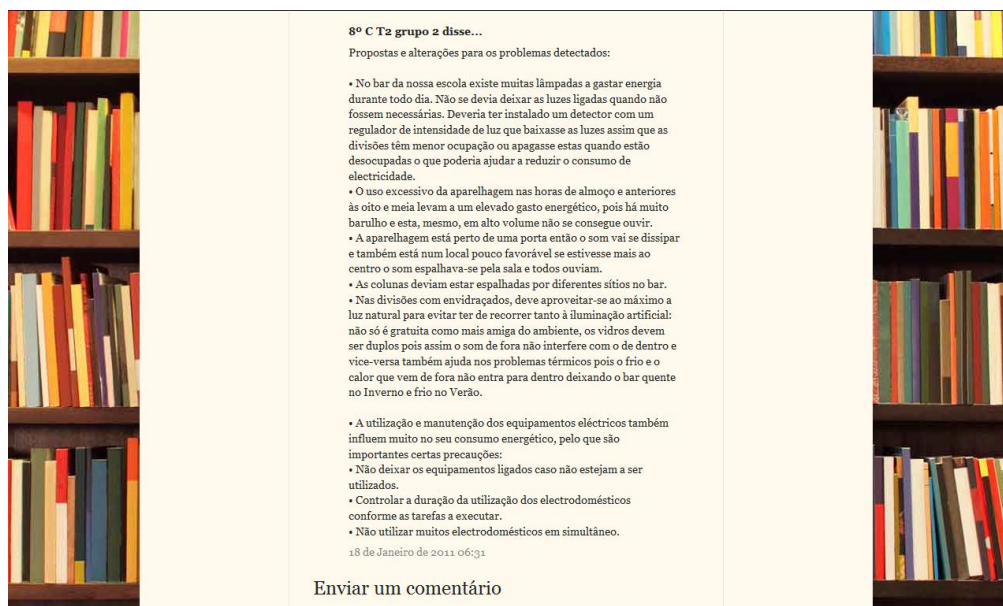 8º C T2 grupo 2 disse...
Propostas e alterações para os problemas detectados:
• No bar da nossa escola existe muitas lâmpadas a gastar energia
durante todo dia. Não se devia deixar as luzes ligadas quando não
fossem necessárias. Deveria ter instalado um detector com um
regulador de intensidade de luz que baixasse as luzes assim que as
divisões têm menor ocupação ou apagasse estas quando estão
desocupadas o que poderia ajudar a reduzir o consumo de
electricidade.
• O uso excessivo da aparelhagem nas horas de almoço e anteriores
às oito e meia levam a um elevado gasto energético, pois há muito
barulho e esta, mesmo, em alto volume não se consegue ouvir.
• A aparelhagem está perto de uma porta então o som vai se dissipar
e também está num local pouco favorável se estivesse mais ao
centro o som espalhava-se pela sala e todos ouviam.
• As colunas deviam estar espalhadas por diferentes sítios no bar.
• Nas divisões com envidraçados, deve aproveitar-se ao máximo a
luz natural para evitar ter de recorrer tanto à iluminação artificial:
não só é gratuita como mais amiga do ambiente, os vidros devem
ser duplos pois assim o som de fora não interfere com o de dentro e
vice-versa também ajuda nos problemas térmicos pois o frio e o
calor que vem de fora não entra para dentro deixando o bar quente
no Inverno e frio no Verão.
• A utilização e manutenção dos equipamentos eléctricos também
influem muito no seu consumo energético, pelo que são
importantes certas precauções:
• Não deixar os equipamentos ligados caso não estejam a ser
utilizados.
• Controlar a duração da utilização dos electrodomésticos
conforme as tarefas a executar.
• Não utilizar muitos electrodomésticos em simultâneo.
18 de Janeiro de 2011 06:31
Enviar um comentário